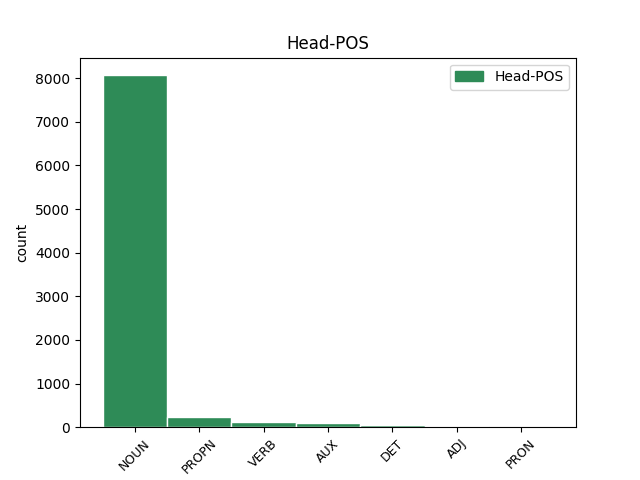 Head-POS
Head-POS
count
8000
7000
6000
5000
4000
3000
2000
1000
0
NOUN
PROPN
VERB
AUX
DET
ADJ
PRON